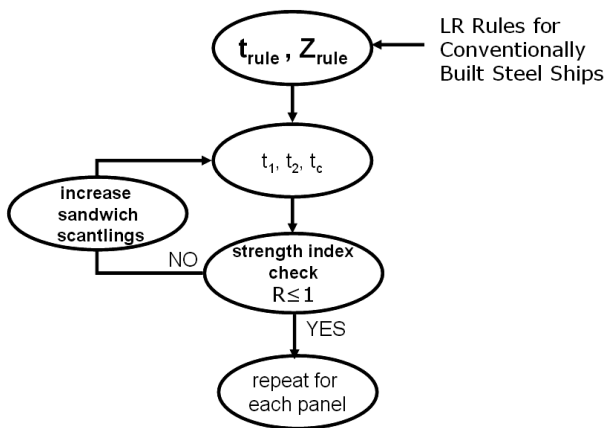 t_rule , Z_rule
LR Rules for
Conventionally
Built Steel Ships
t_1, t_2, t_c
increase
sandwich
scantlings
NO
strength index
check
R ≤ 1
YES
repeat for
each panel